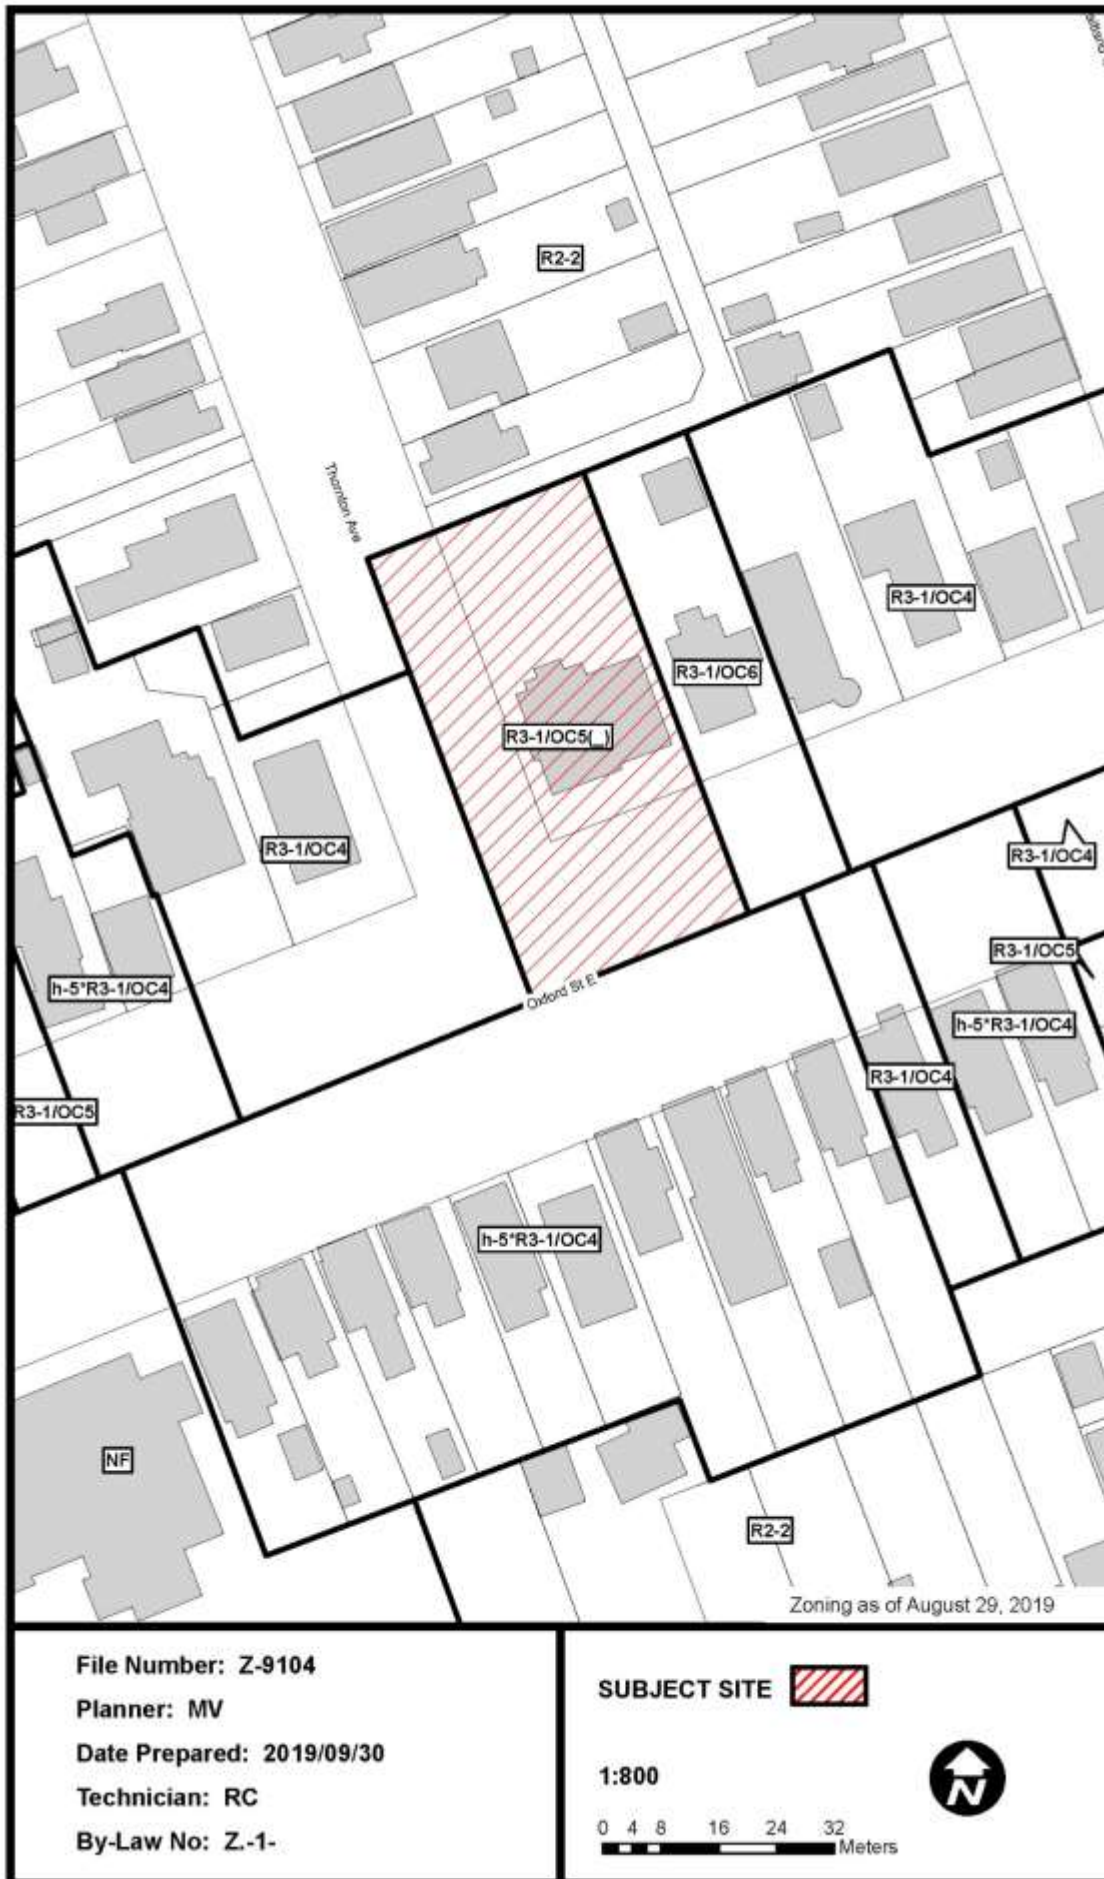 R2-2
Thornton Ave
R3-1/OC4
R3-1/OC6
R3-1/OC5(_)
R3-1/OC4
R3-1/OC4
R3-1/OC5
h-5*R3-1/OC4
Oxford St E
h-5*R3-1/OC4
R3-1/OC4
R3-1/OC5
h-5*R3-1/OC4
NF
R2-2
Zoning as of August 29, 2019
File Number: Z-9104
Planner: MV
Date Prepared: 2019/09/30
Technician: RC
By-Law No: Z.-1-
SUBJECT SITE
1:800
N
0 4 8 16 24 32
Meters